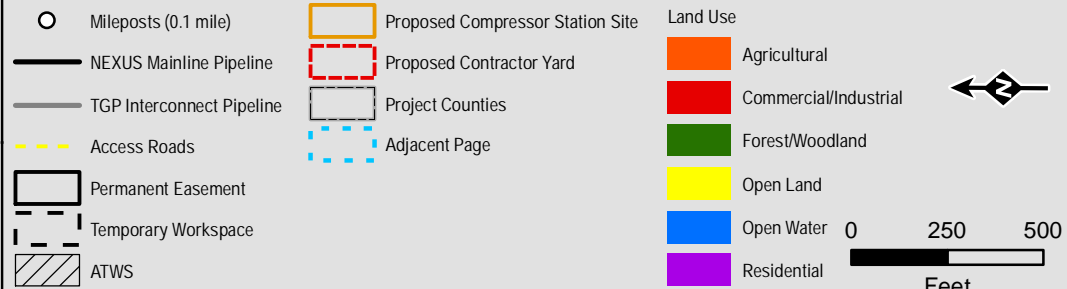 Mileposts (0.1 mile)
NEXUS Mainline Pipeline
TGP Interconnect Pipeline
Access Roads
Permanent Easement
Temporary Workspace
ATWS
Proposed Compressor Station Site
Proposed Contractor Yard
Project Counties
Adjacent Page
Land Use
Agricultural
Commercial/Industrial
Forest/Woodland
Open Land
Open Water
Residential
N
0 250 500
Feet